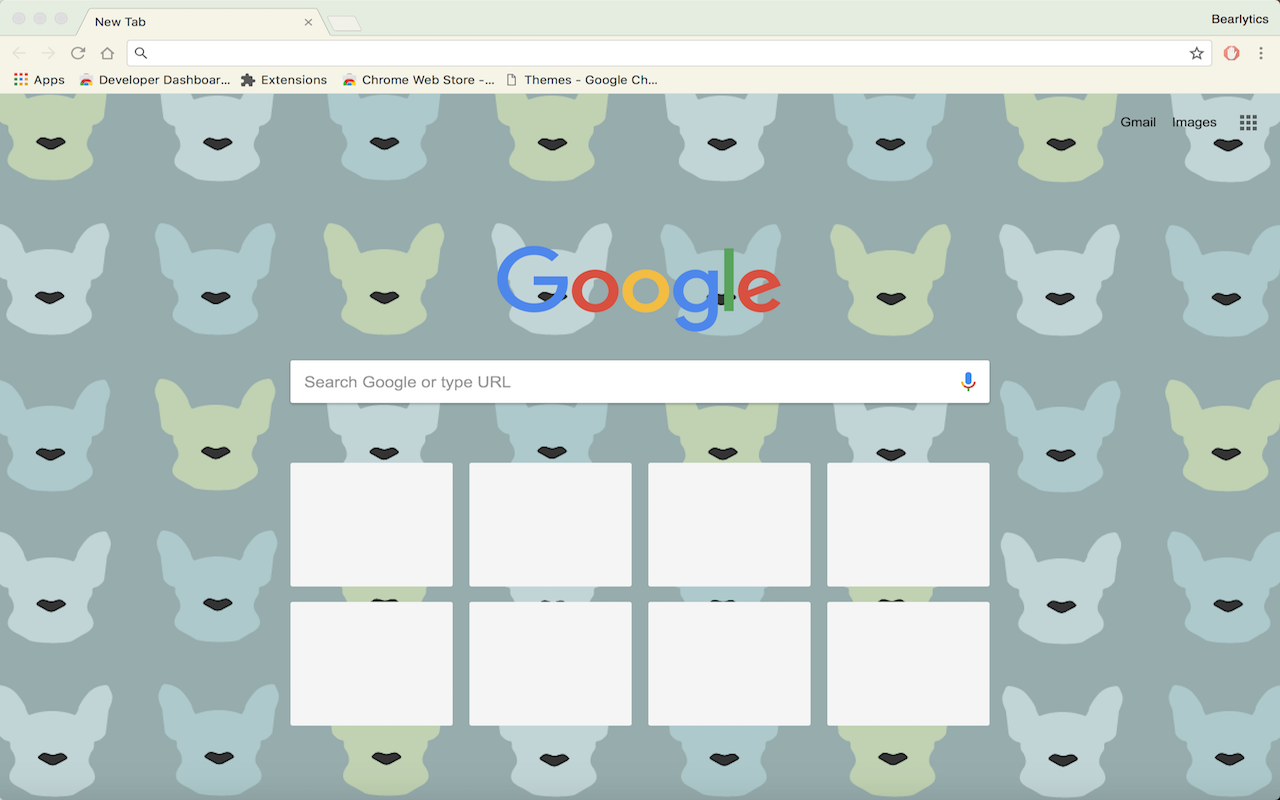 New Tab
Bearlytics
Apps Developer Dashboar... Extensions Chrome Web Store -... Themes - Google Ch...
Gmail Images
Google
Search Google or type URL